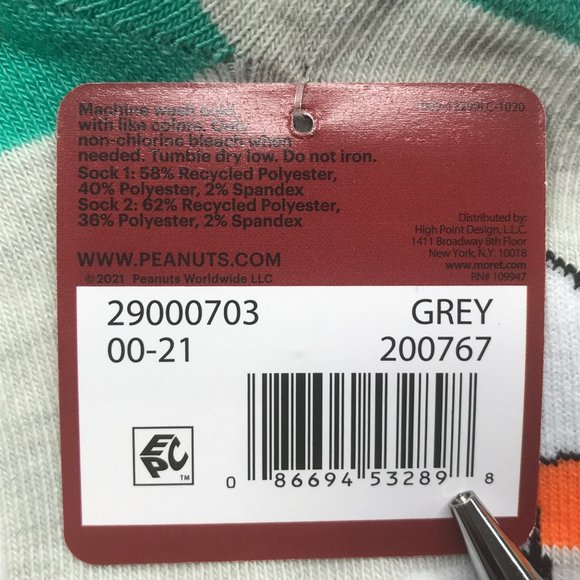 Machine wash cold
with like colors. Only
non-chlorine bleach when
needed. Tumble dry low. Do not iron.
Sock 1: 58% Recycled Polyester,
40% Polyester, 2% Spandex
Sock 2: 62% Recycled Polyester,
36% Polyester, 2% Spandex
Distributed by:
High Point Design, L.L.C.
1411 Broadway 8th Floor
New York, N.Y. 10018
www.moret.com
RN# 109947
WWW.PEANUTS.COM
©2021 Peanuts Worldwide LLC
29000703 GREY
00-21 200767
EPC TM
0 86694 53289 8